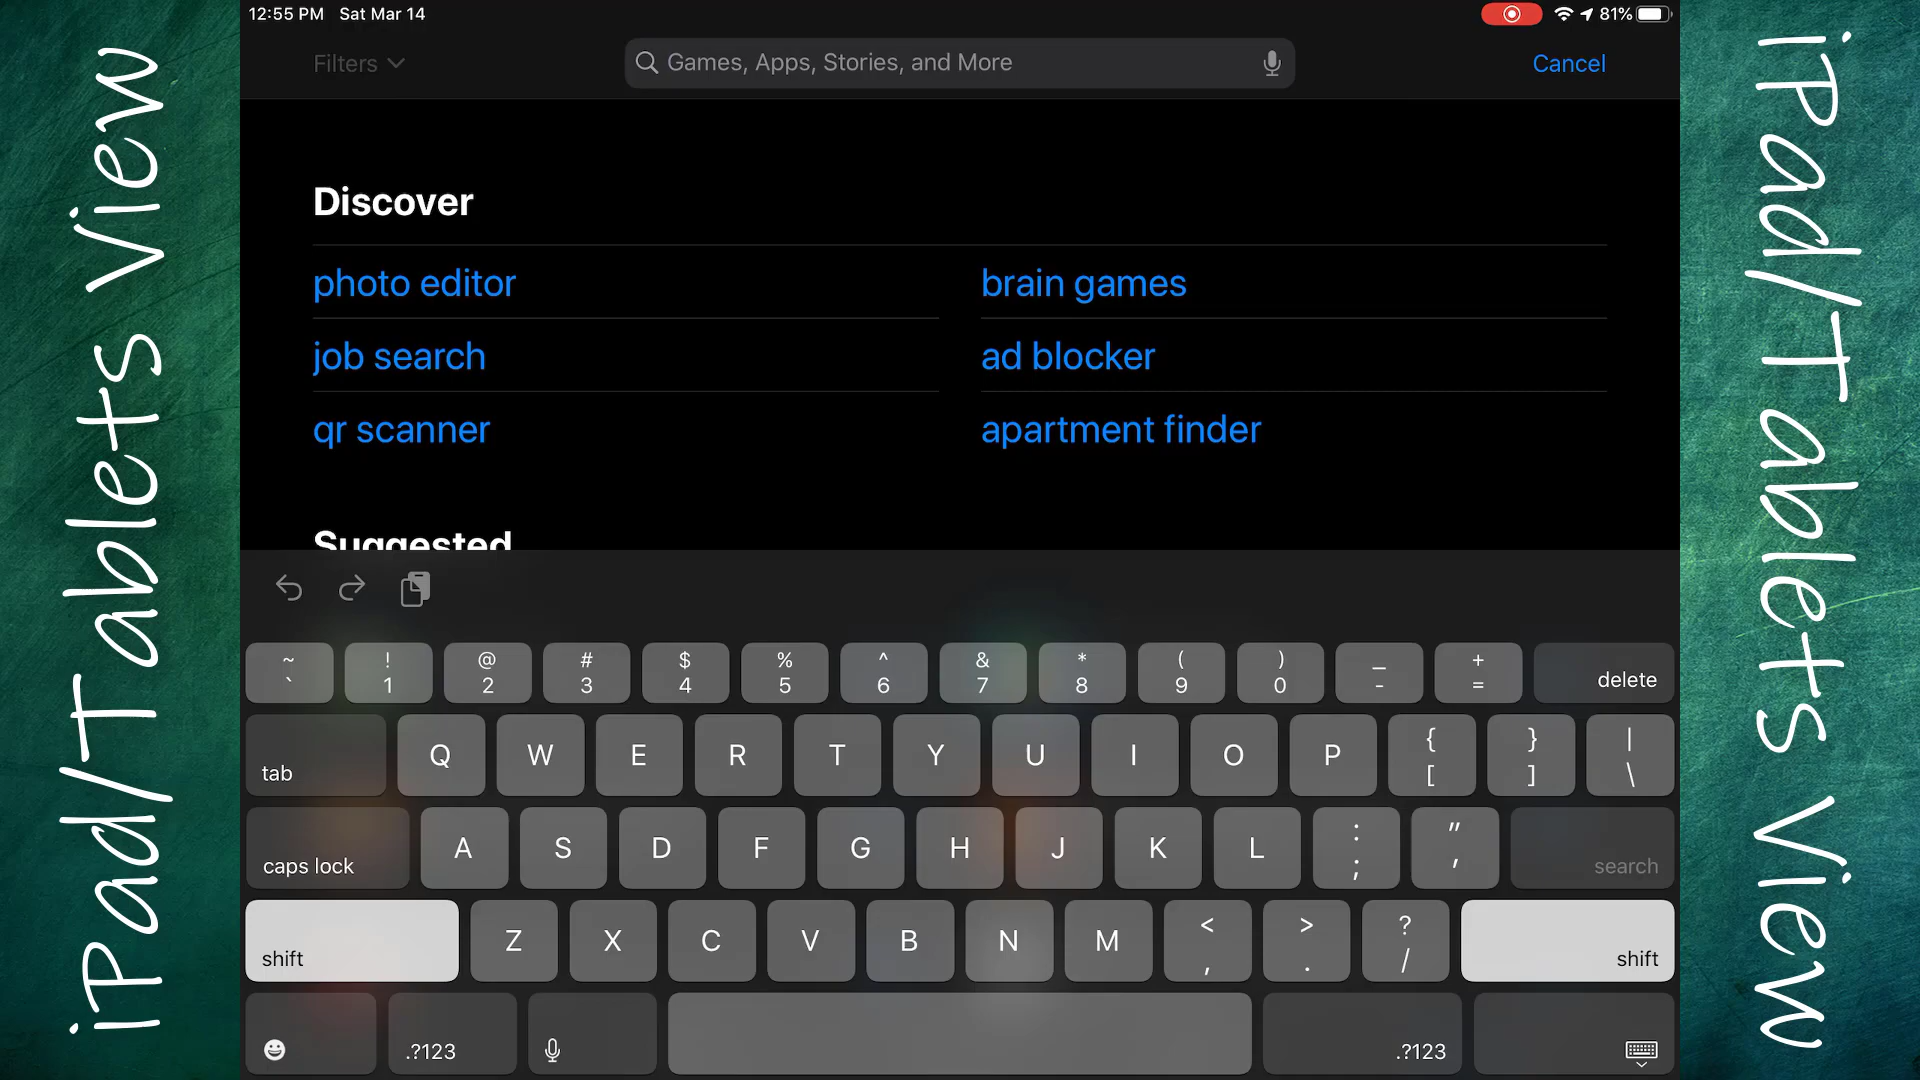 iPad/Tablets View
12:55 PM Sat Mar 14
81%
Filters
Games, Apps, Stories, and More
Cancel
Discover
photo editor
brain games
job search
ad blocker
qr scanner
apartment finder
Suggested
~ ! @ # $ % ^ & * ( ) _ +
` 1 2 3 4 5 6 7 8 9 0 - = delete
tab Q W E R T Y U I O P { [ } ] | \
caps lock A S D F G H J K L : ; " ' search
shift Z X C V B N M < , > . ? / shift
.?123 .?123
iPad/Tablets View